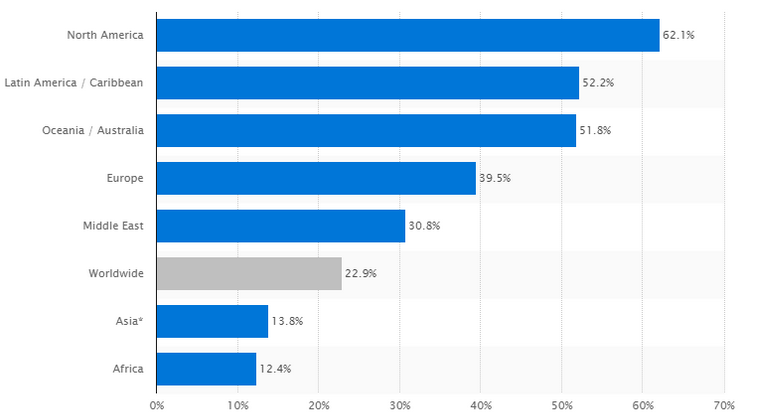 North America 62.1%
Latin America / Caribbean 52.2%
Oceania / Australia 51.8%
Europe 39.5%
Middle East 30.8%
Worldwide 22.9%
Asia* 13.8%
Africa 12.4%
0% 10% 20% 30% 40% 50% 60% 70%